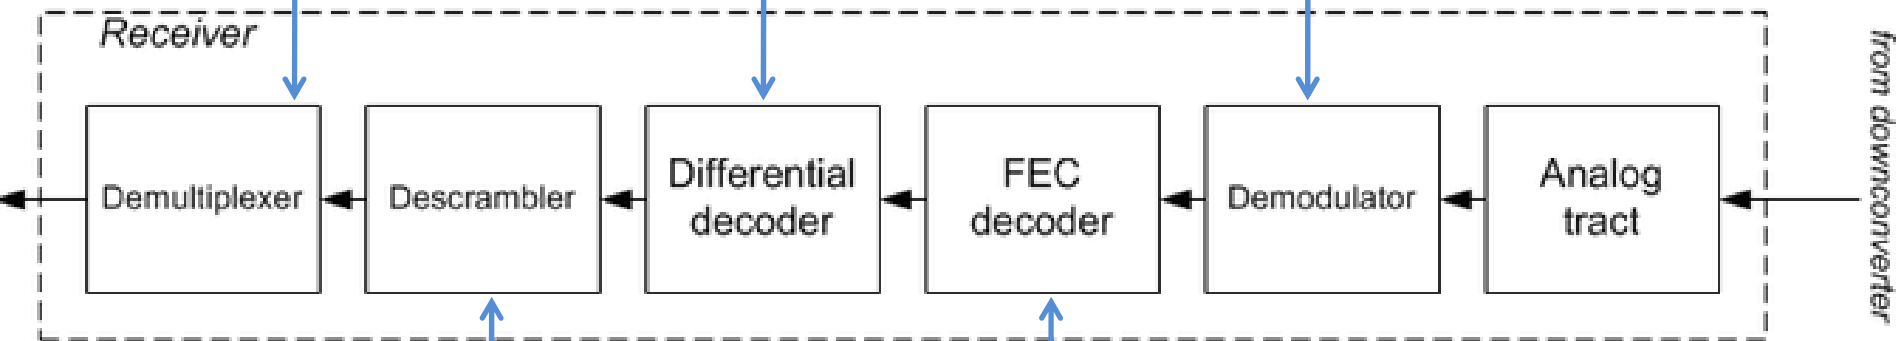 Receiver
Demultiplexer
Descrambler
Differential
decoder
FEC
decoder
Demodulator
Analog
tract
from downconverter